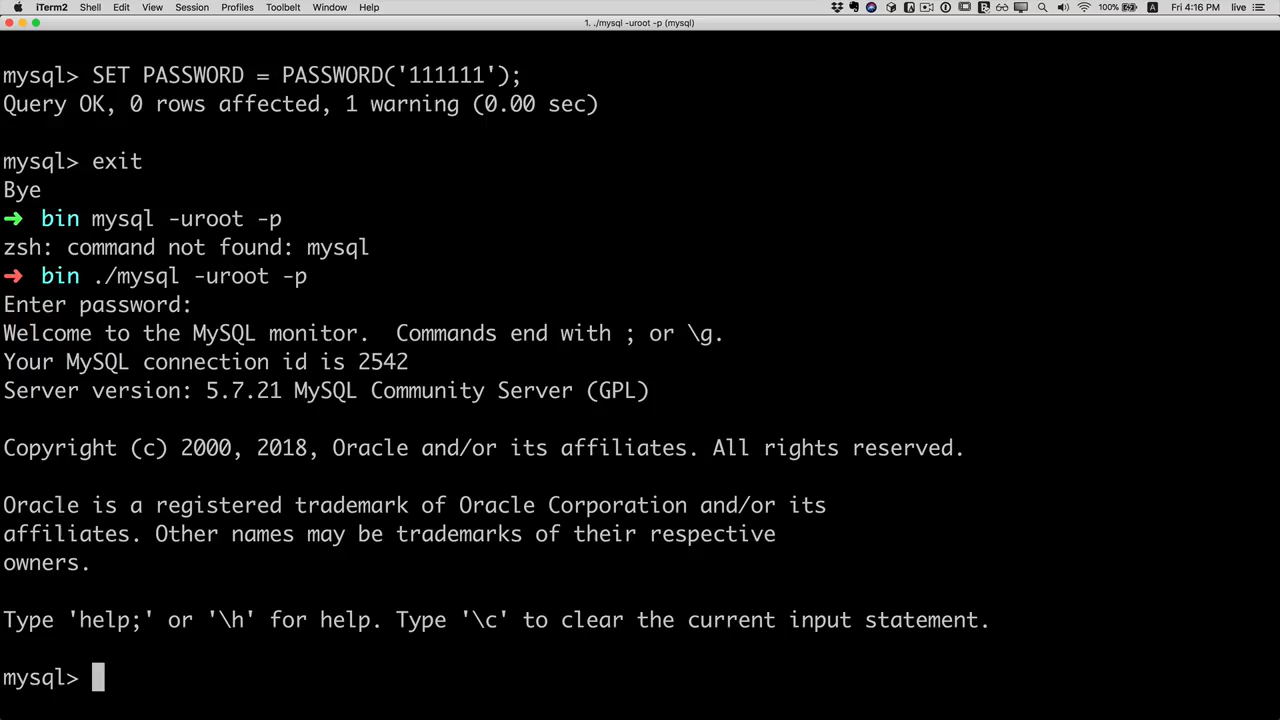 iTerm2 Shell Edit View Session Profiles Toolbelt Window Help 100% Fri 4:16 PM live
1. ./mysql -uroot -p (mysql)
mysql> SET PASSWORD = PASSWORD('111111');
Query OK, 0 rows affected, 1 warning (0.00 sec)
mysql> exit
Bye
➜ bin mysql -uroot -p
zsh: command not found: mysql
➜ bin ./mysql -uroot -p
Enter password:
Welcome to the MySQL monitor.  Commands end with ; or \g.
Your MySQL connection id is 2542
Server version: 5.7.21 MySQL Community Server (GPL)
Copyright (c) 2000, 2018, Oracle and/or its affiliates. All rights reserved.
Oracle is a registered trademark of Oracle Corporation and/or its
affiliates. Other names may be trademarks of their respective
owners.
Type 'help;' or '\h' for help. Type '\c' to clear the current input statement.
mysql>